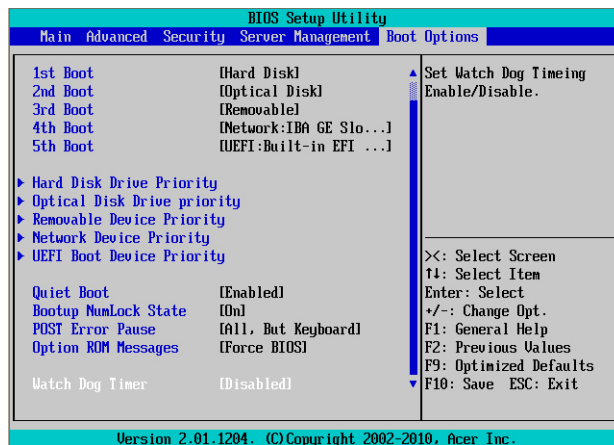 BIOS Setup Utility
Main Advanced Security Server Management Boot Options
1st Boot [Hard Disk]
2nd Boot [Optical Disk]
3rd Boot [Removable]
4th Boot [Network:IBA GE Slo...]
5th Boot [UEFI:Built-in EFI ...]
Hard Disk Drive Priority
Optical Disk Drive priority
Removable Device Priority
Network Device Priority
UEFI Boot Device Priority
Quiet Boot [Enabled]
Bootup NumLock State [On]
POST Error Pause [All, But Keyboard]
Option ROM Messages [Force BIOS]
Watch Dog Timer [Disabled]
Set Watch Dog Timeing
Enable/Disable.
><: Select Screen
↑↓: Select Item
Enter: Select
+/-: Change Opt.
F1: General Help
F2: Previous Values
F9: Optimized Defaults
F10: Save ESC: Exit
Version 2.01.1204. (C)Copyright 2002-2010, Acer Inc.